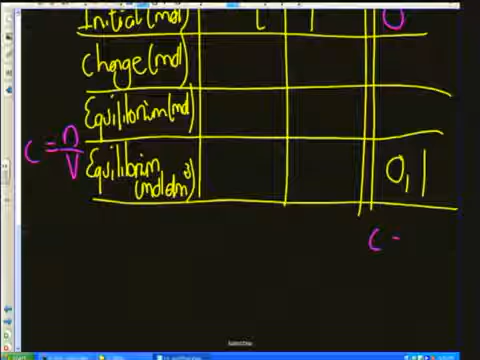 Initial (mol) 1 1 0
Change (mol)
Equilibrium (mol)
C = n/V
Equilibrium (mol dm³) 0,1
C -